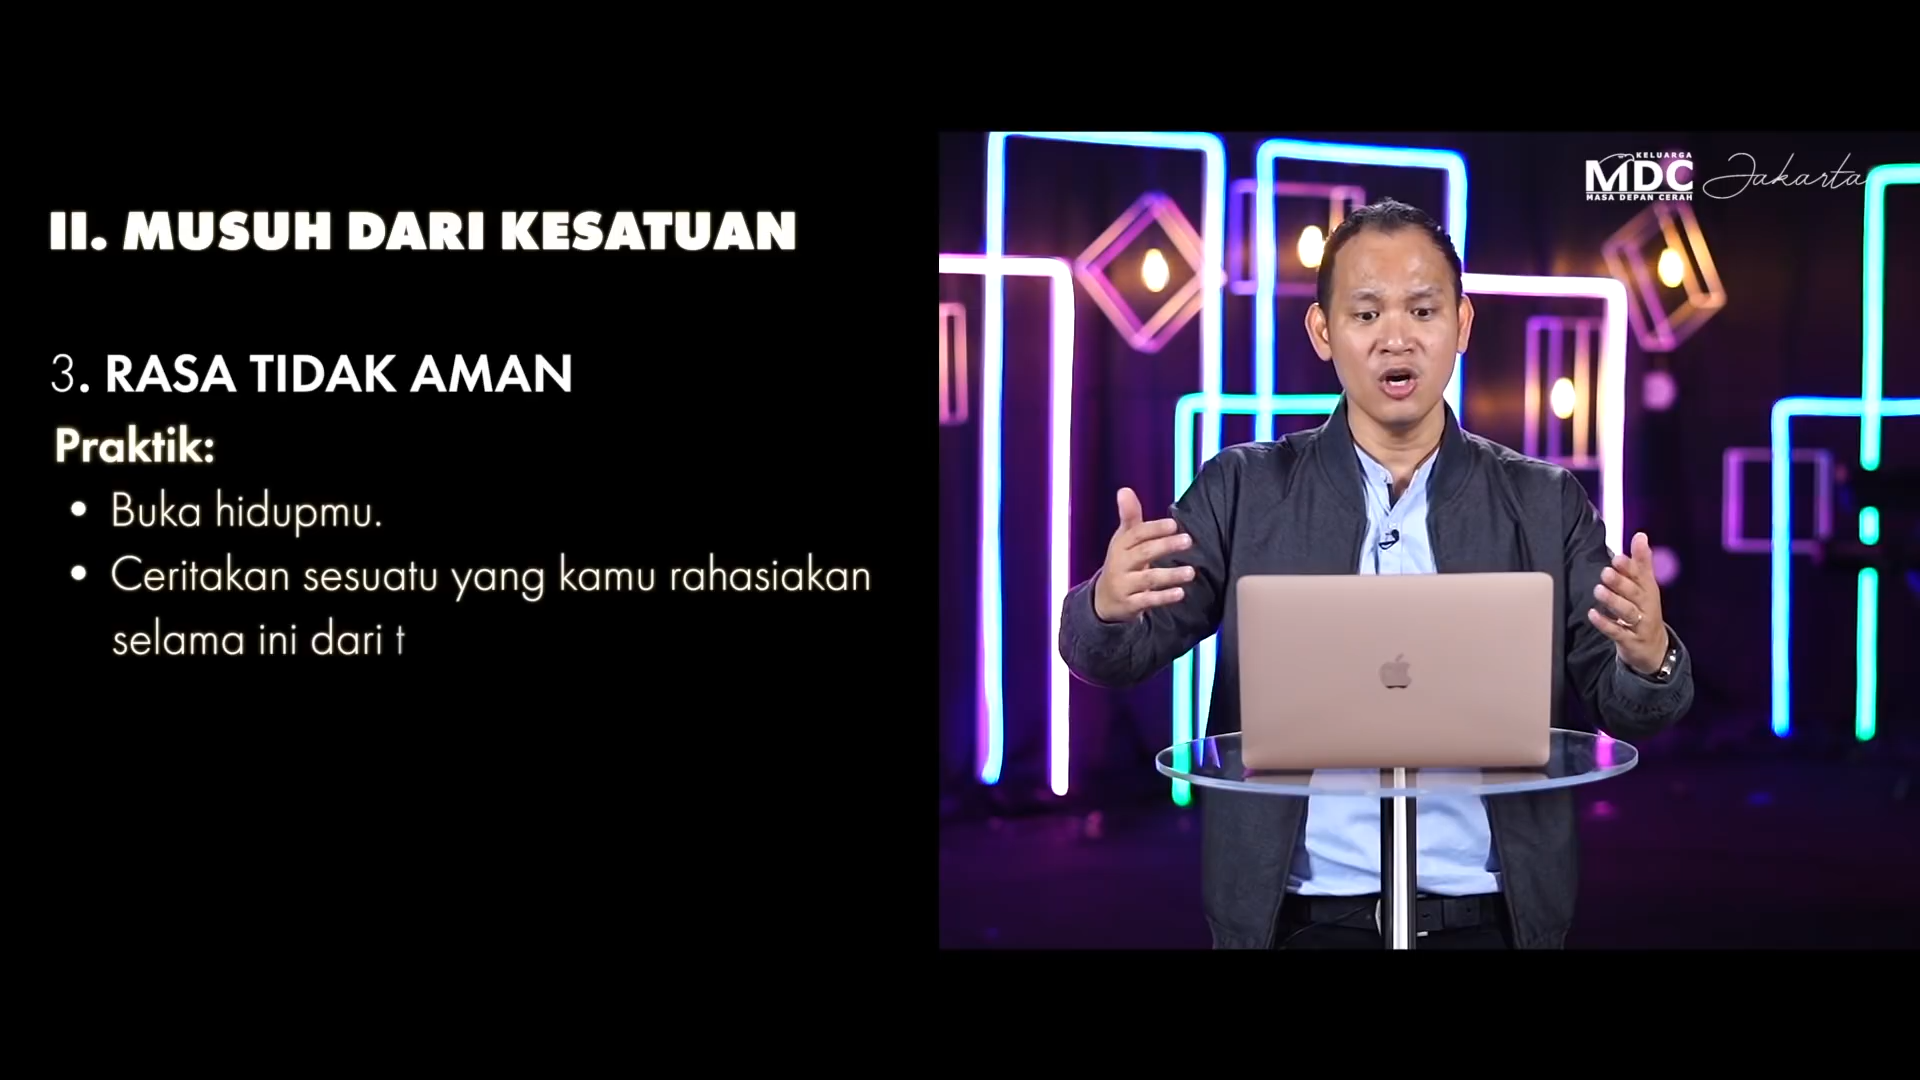 II. MUSUH DARI KESATUAN
3. RASA TIDAK AMAN
Praktik:
• Buka hidupmu.
• Ceritakan sesuatu yang kamu rahasiakan
selama ini dari t
KELUARGA
MDC Jakarta
MASA DEPAN CERAH